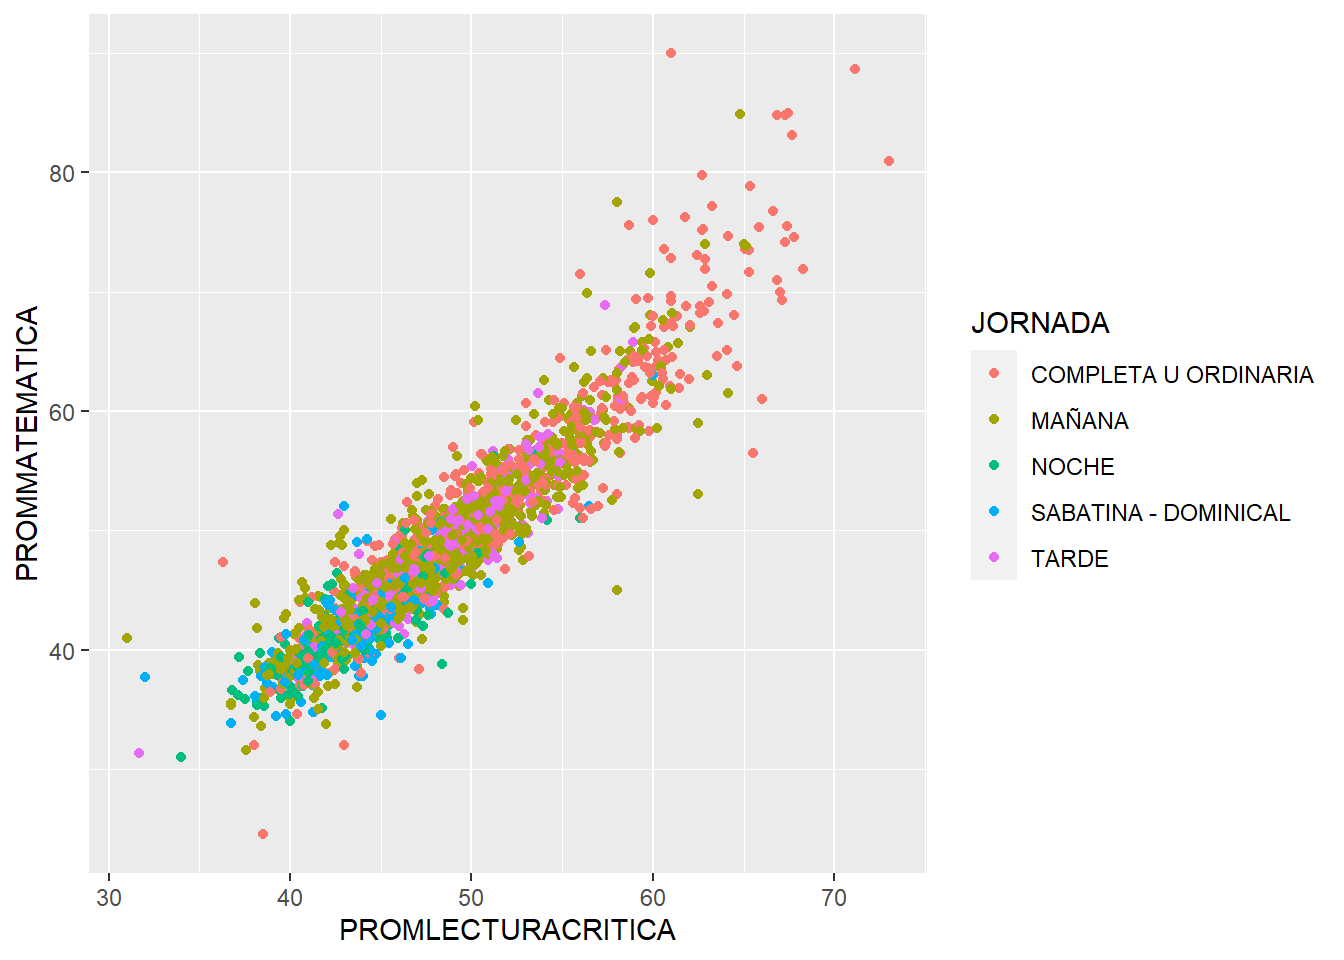 PROMMATEMATICA
80
60
40
30
40
50
60
70
PROMLECTURACRITICA
JORNADA
COMPLETA U ORDINARIA
MAÑANA
NOCHE
SABATINA - DOMINICAL
TARDE